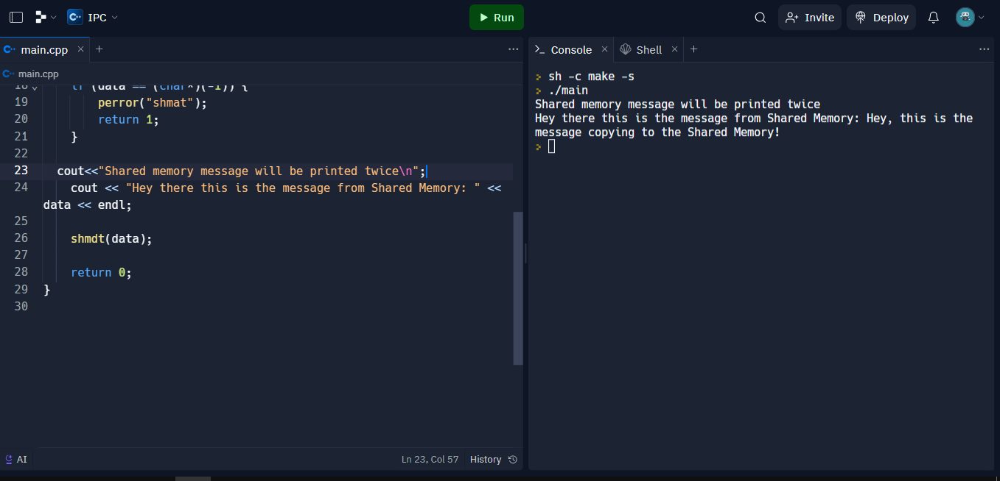 IPC
Run
Invite
Deploy
main.cpp
Console
Shell
main.cpp
18 if (data == (char*)(-1)) {
19 perror("shmat");
20 return 1;
21 }
22
23 cout<<"Shared memory message will be printed twice\n";
24 cout << "Hey there this is the message from Shared Memory: " <<
data << endl;
25
26 shmdt(data);
27
28 return 0;
29 }
30
sh -c make -s
./main
Shared memory message will be printed twice
Hey there this is the message from Shared Memory: Hey, this is the
message copying to the Shared Memory!
AI
Ln 23, Col 57
History